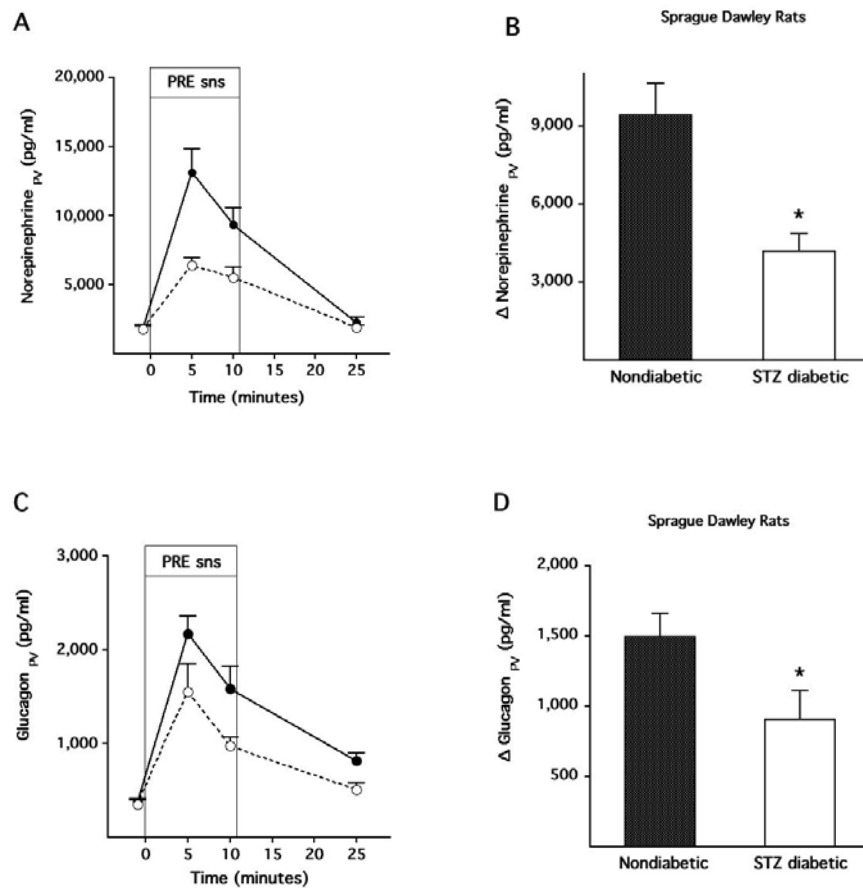 A
PRE sns
20,000
15,000
10,000
5,000
Norepinephrine PV (pg/ml)
0 5 10 15 20 25
Time (minutes)
B
Sprague Dawley Rats
9,000
6,000
3,000
Δ Norepinephrine PV (pg/ml)
*
Nondiabetic STZ diabetic
C
PRE sns
3,000
2,000
1,000
Glucagon PV (pg/ml)
0 5 10 15 20 25
Time (minutes)
D
Sprague Dawley Rats
2,000
1,500
1,000
500
Δ Glucagon PV (pg/ml)
*
Nondiabetic STZ diabetic